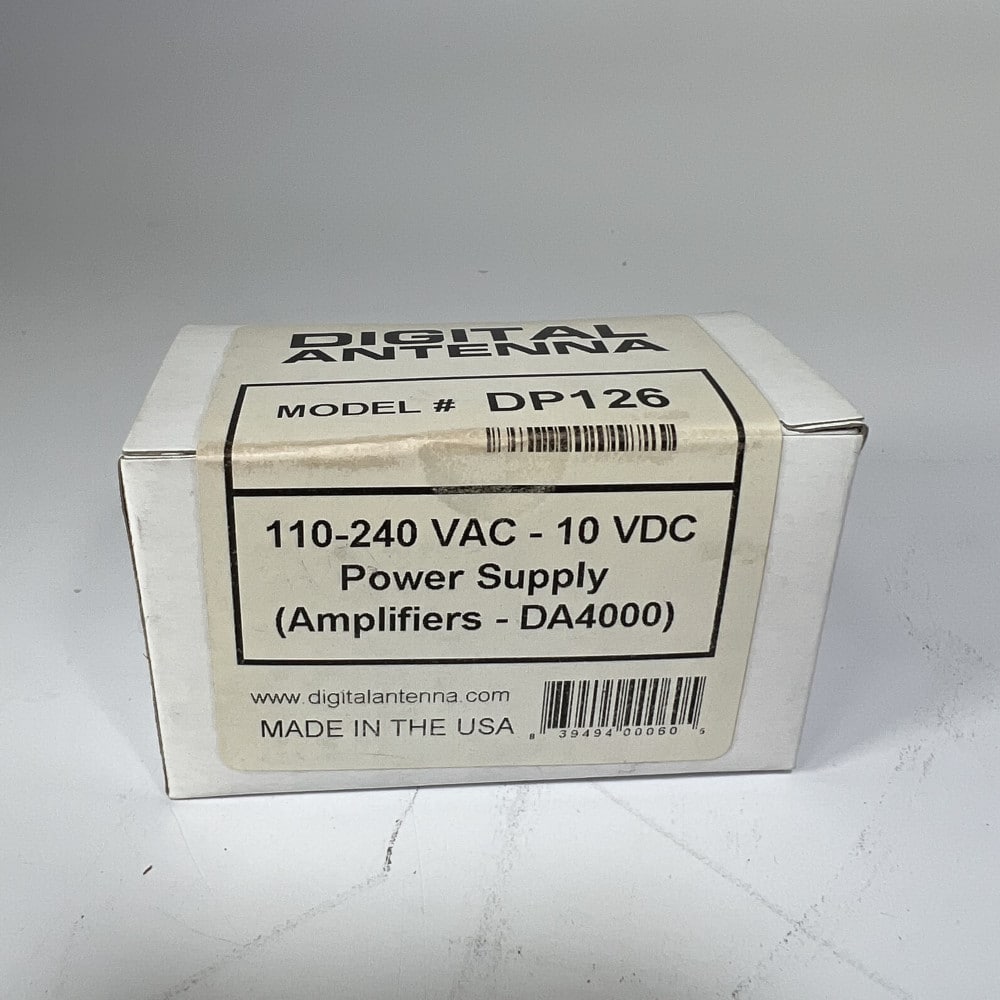 DIGITAL
ANTENNA
MODEL # DP126
110-240 VAC - 10 VDC
Power Supply
(Amplifiers - DA4000)
www.digitalantenna.com
MADE IN THE USA
8 39494 00060 5